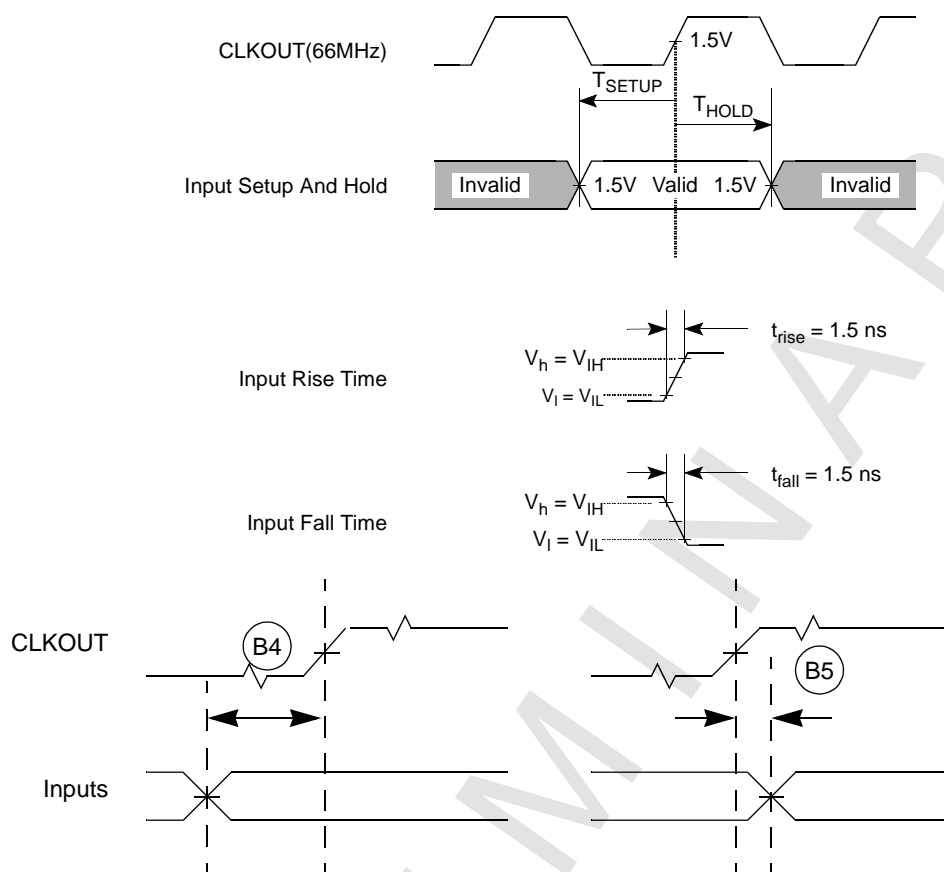 CLKOUT(66MHz)
1.5V
TSETUP
THOLD
Input Setup And Hold
Invalid
1.5V Valid 1.5V
Invalid
trise = 1.5 ns
Vh = VIH
Input Rise Time
Vl = VIL
tfall = 1.5 ns
Vh = VIH
Input Fall Time
Vl = VIL
CLKOUT
B4
B5
Inputs
M I N A